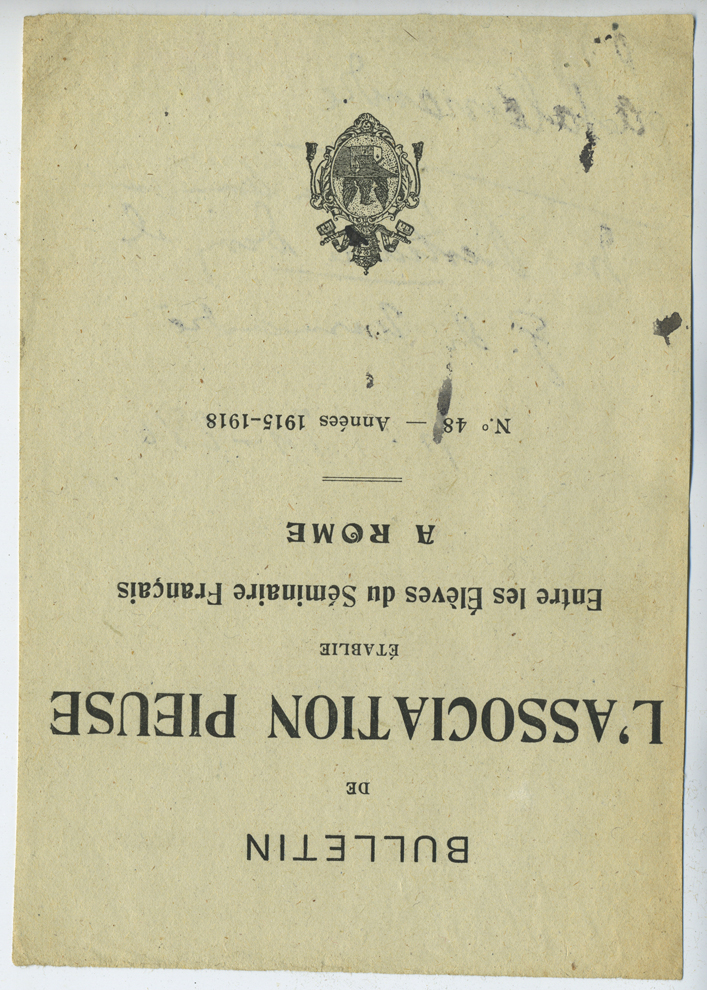 BULLETIN
DE
L'ASSOCIATION PIEUSE
ÉTABLIE
Entre les Élèves du Séminaire Français
A ROME
N.º 48 — Années 1915-1918